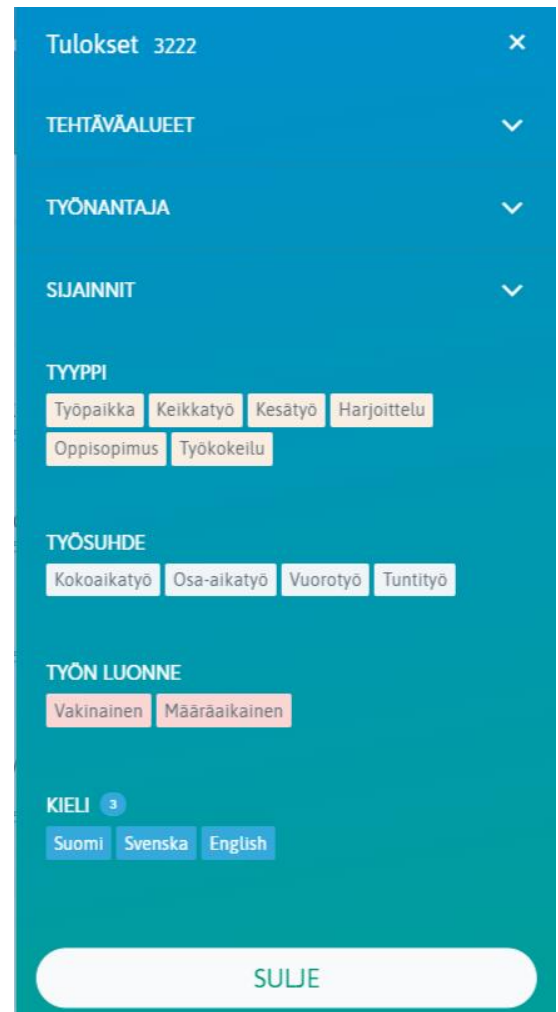 Tulokset 3222 ×
TEHTÄVÄALUEET
TYÖNANTAJA
SIJAINNIT
TYYPPI
Työpaikka Keikkatyö Kesätyö Harjoittelu
Oppisopimus Työkokeilu
TYÖSUHDE
Kokoaikatyö Osa-aikatyö Vuorotyö Tuntityö
TYÖN LUONNE
Vakinainen Määräaikainen
KIELI 3
Suomi Svenska English
SULJE